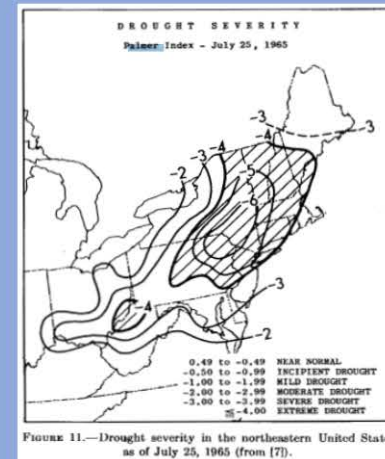 DROUGHT SEVERITY
Palmer Index - July 25, 1965
-3
-3
-4
-4
-3
-2
-5
-6
-4
-3
-2
0.49 to -0.49 NEAR NORMAL
-0.50 to -0.99 INCIPIENT DROUGHT
-1.00 to -1.99 MILD DROUGHT
-2.00 to -2.99 MODERATE DROUGHT
-3.00 to -3.99 SEVERE DROUGHT
≦-4.00 EXTREME DROUGHT
FIGURE 11.—Drought severity in the northeastern United State
as of July 25, 1965 (from [7]).